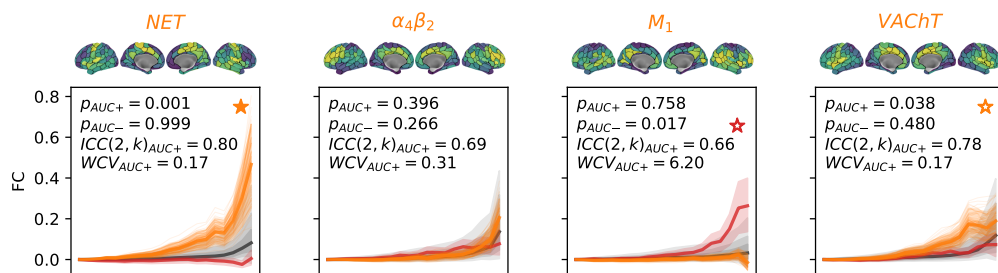 NET
α4β2
M1
VAChT
0.8
0.6
0.4
0.2
0.0
FC
pAUC+ = 0.001
pAUC− = 0.999
ICC(2, k)AUC+ = 0.80
WCVAUC+ = 0.17
pAUC+ = 0.396
pAUC− = 0.266
ICC(2, k)AUC+ = 0.69
WCVAUC+ = 0.31
pAUC+ = 0.758
pAUC− = 0.017
ICC(2, k)AUC+ = 0.66
WCVAUC+ = 6.20
pAUC+ = 0.038
pAUC− = 0.480
ICC(2, k)AUC+ = 0.78
WCVAUC+ = 0.17